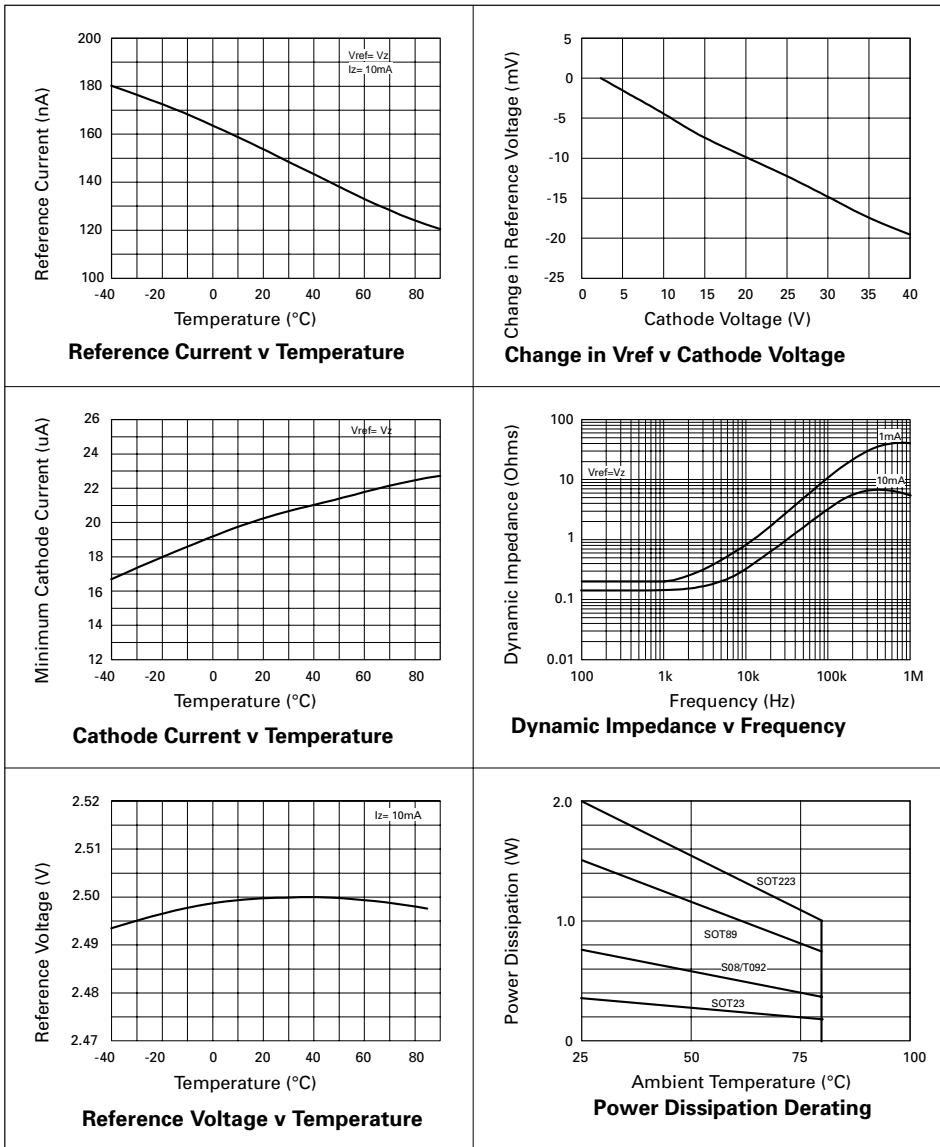 200
180
160
140
120
100
Reference Current (nA)
Vref= Vz
Iz= 10mA
-40 -20 0 20 40 60 80
Temperature (°C)
Reference Current v Temperature
5
0
-5
-10
-15
-20
-25
Change in Reference Voltage (mV)
0 5 10 15 20 25 30 35 40
Cathode Voltage (V)
Change in Vref v Cathode Voltage
26
24
22
20
18
16
14
12
Minimum Cathode Current (uA)
Vref= Vz
-40 -20 0 20 40 60 80
Temperature (°C)
Cathode Current v Temperature
100
10
1
0.1
0.01
Dynamic Impedance (Ohms)
Vref=Vz
1mA
10mA
100 1k 10k 100k 1M
Frequency (Hz)
Dynamic Impedance v Frequency
2.52
2.51
2.50
2.49
2.48
2.47
Reference Voltage (V)
Iz= 10mA
-40 -20 0 20 40 60 80
Temperature (°C)
Reference Voltage v Temperature
2.0
1.0
0
Power Dissipation (W)
SOT223
SOT89
S08/T092
SOT23
25 50 75 100
Ambient Temperature (°C)
Power Dissipation Derating